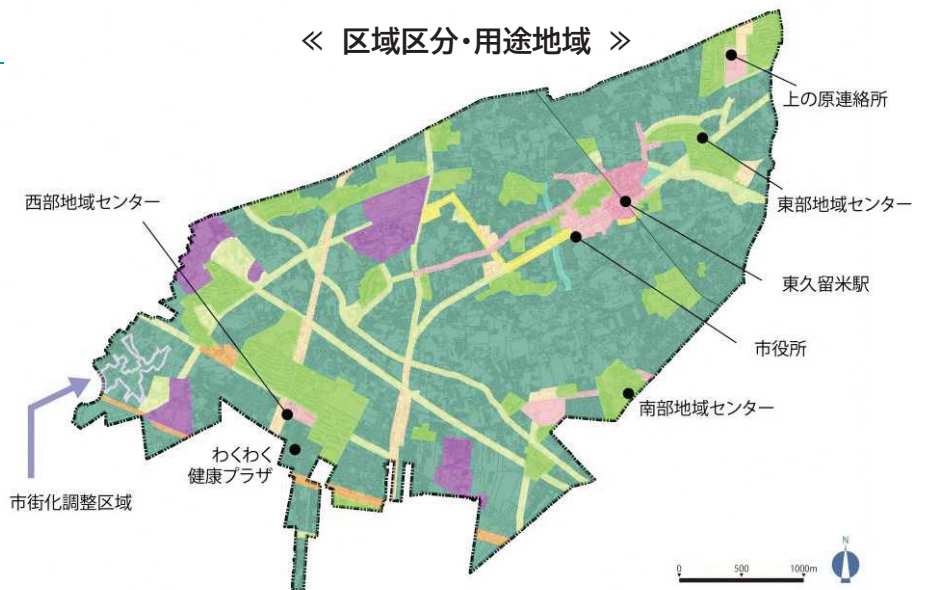 ≪ 区域区分・用途地域 ≫
上の原連絡所
西部地域センター
東部地域センター
東久留米駅
市役所
南部地域センター
わくわく
健康プラザ
市街化調整区域
N
0 500 1000m